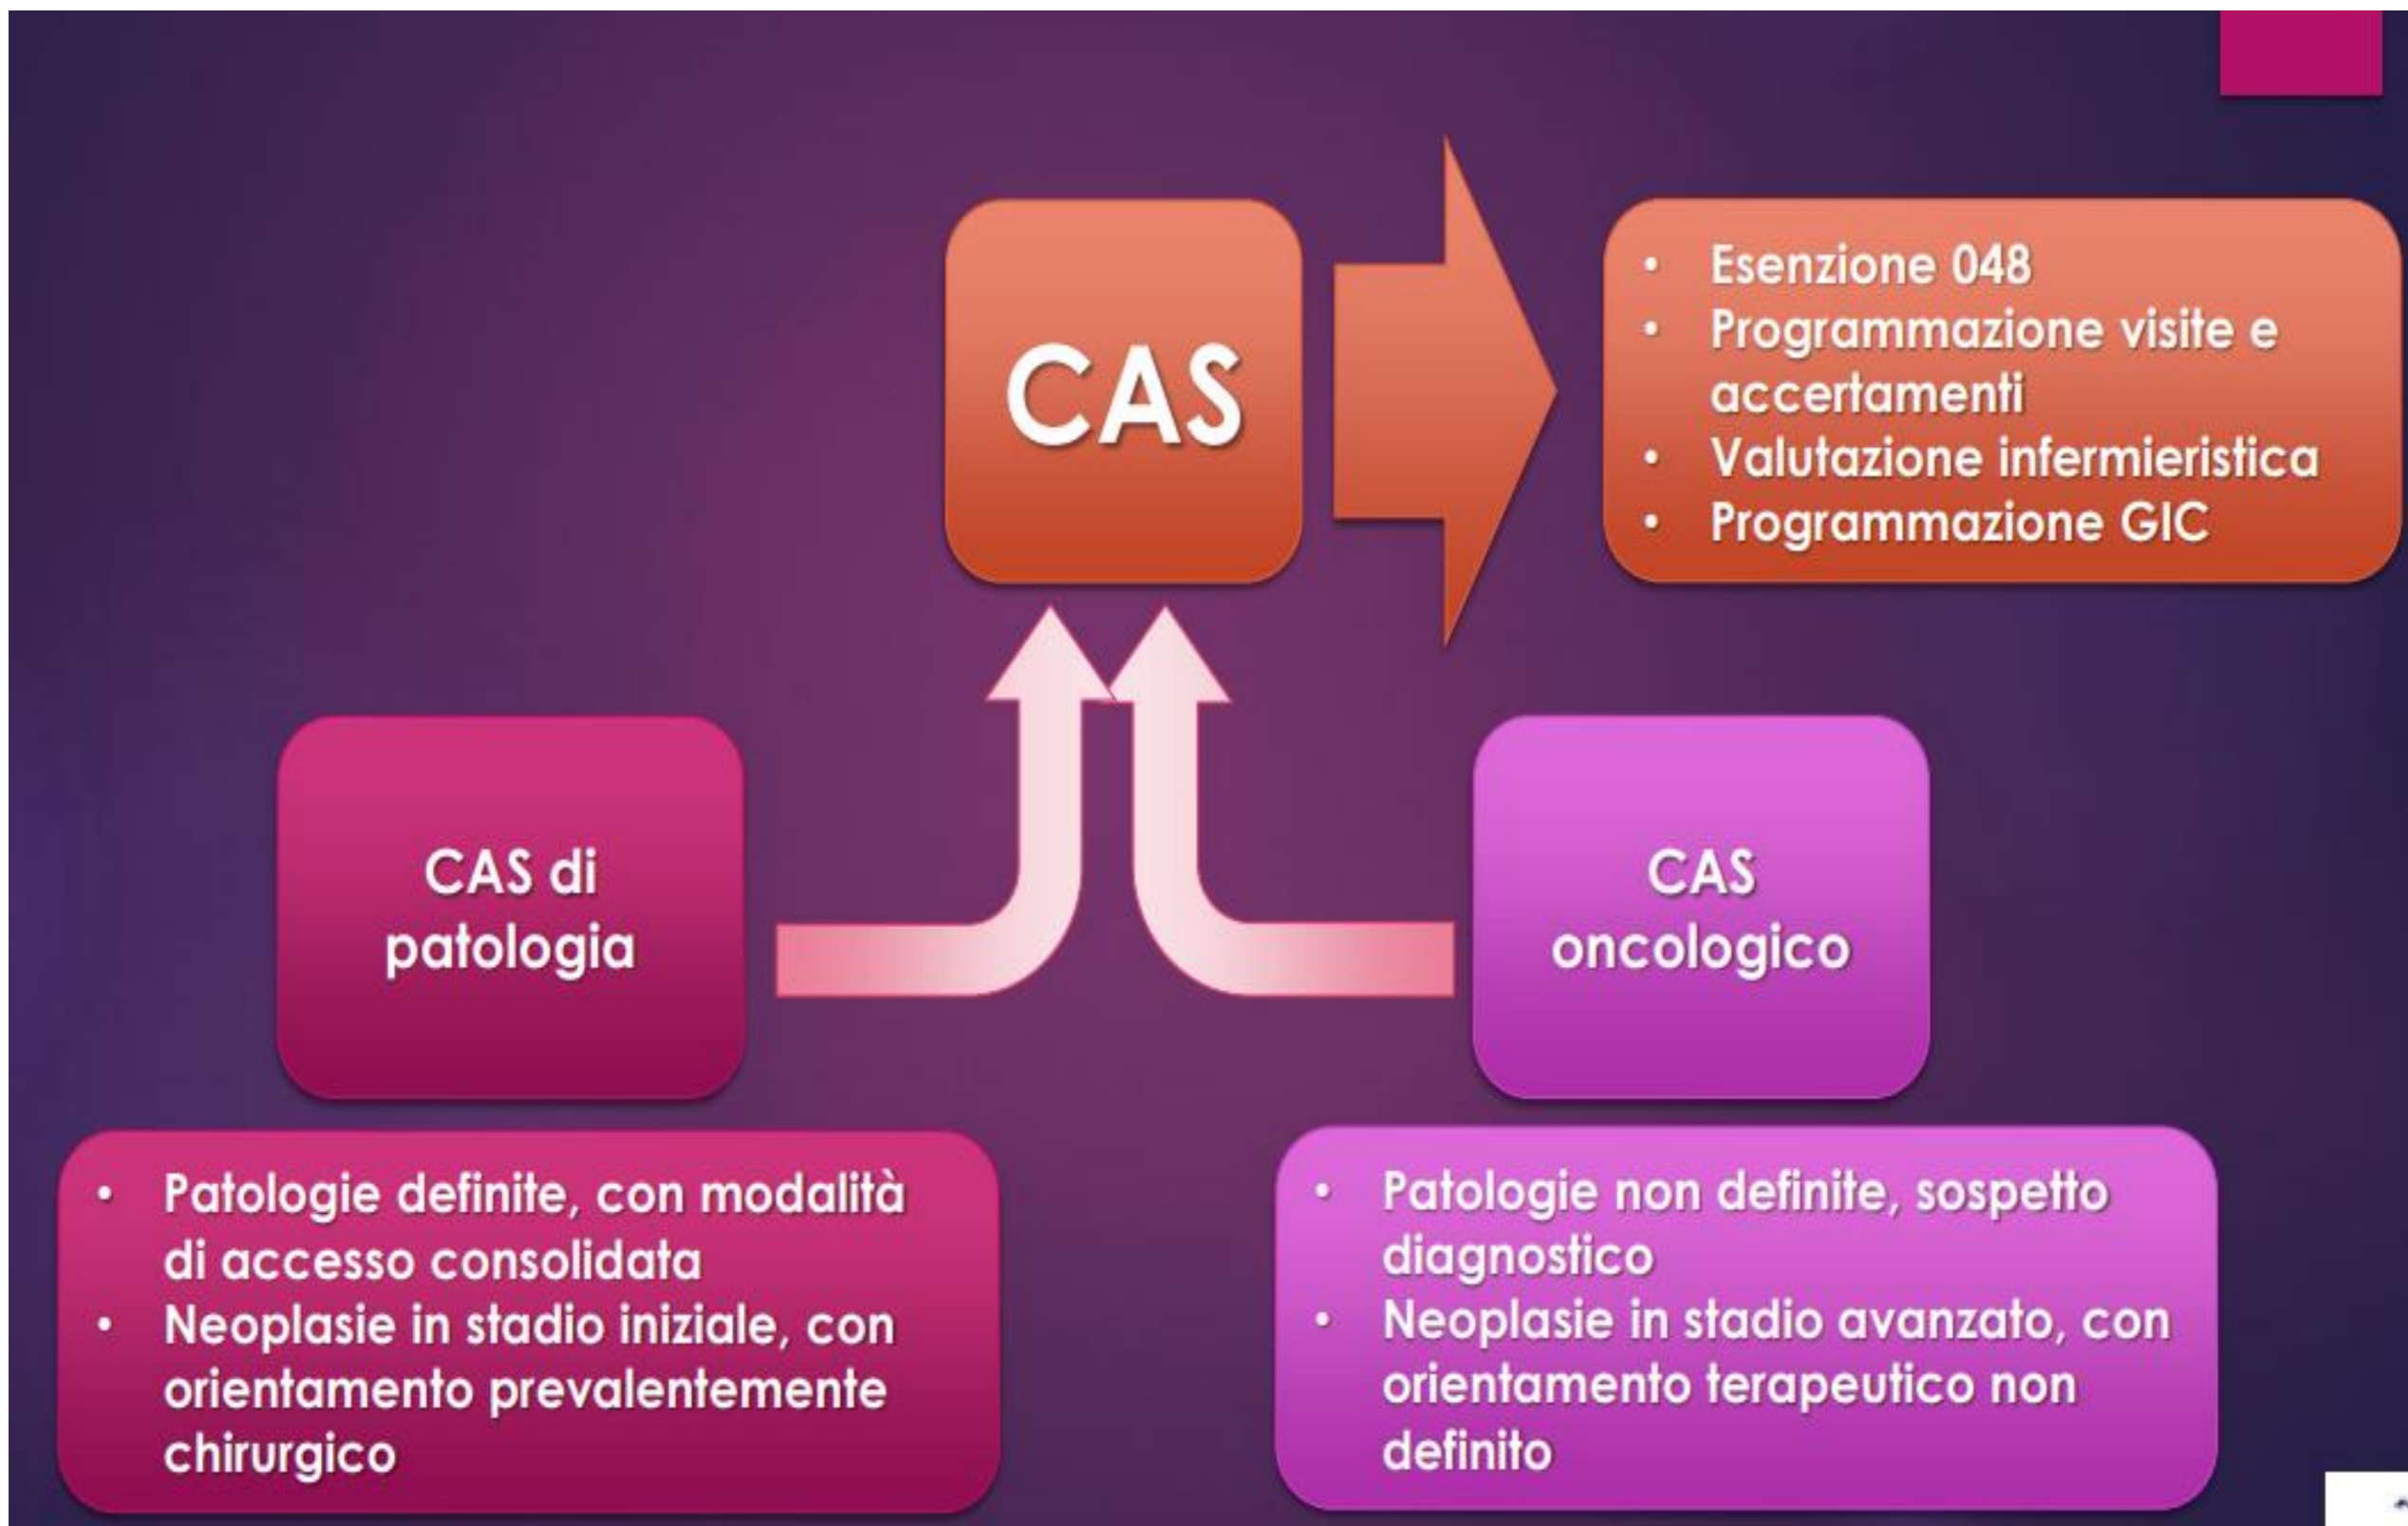 CAS
• Esenzione 048
• Programmazione visite e
accertamenti
• Valutazione infermieristica
• Programmazione GIC
CAS di
patologia
CAS
oncologico
• Patologie definite, con modalità
di accesso consolidata
• Neoplasie in stadio iniziale, con
orientamento prevalentemente
chirurgico
• Patologie non definite, sospetto
diagnostico
• Neoplasie in stadio avanzato, con
orientamento terapeutico non
definito